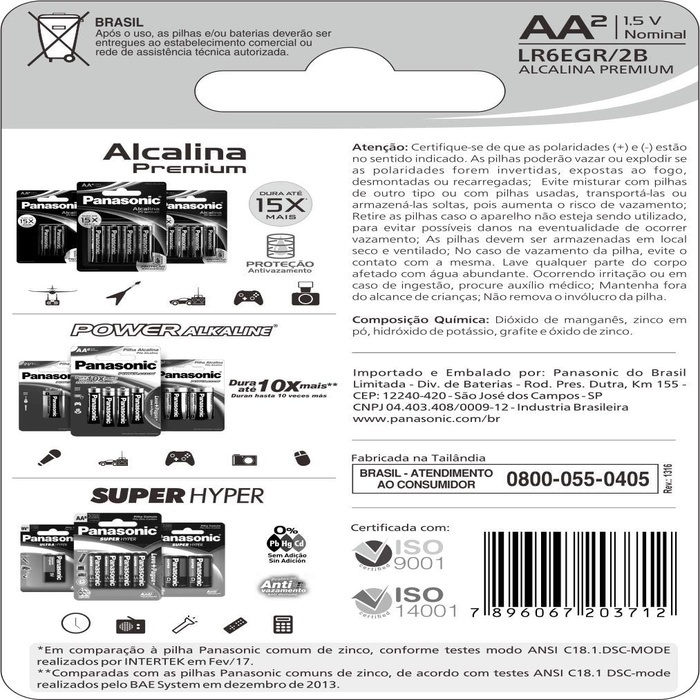 BRASIL
Após o uso, as pilhas e/ou baterias deverão ser
entregues ao estabelecimento comercial ou
rede de assistência técnica autorizada.
AA² 1.5 V
Nominal
LR6EGR/2B
ALCALINA PREMIUM
Alcalina
Premium
Panasonic
Panasonic
Panasonic
Alcalina
15X
DURA ATÉ
15X
MAIS
PROTEÇÃO
Antivazamento
POWER ALKALINE
Panasonic
Panasonic
Panasonic
Pilha Alcalina
10X
Dura até 10X mais**
Duran hasta 10 veces más
SUPER HYPER
Panasonic
Panasonic
Panasonic
SUPER HYPER
0%
Pb Hg Cd
Sem Adição
Sin Adición
Anti
vazamento
Atenção: Certifique-se de que as polaridades (+) e (-) estão
no sentido indicado. As pilhas poderão vazar ou explodir se
as polaridades forem invertidas, expostas ao fogo,
desmontadas ou recarregadas; Evite misturar com pilhas
de outro tipo ou com pilhas usadas, transportá-las ou
armazená-las soltas, pois aumenta o risco de vazamento;
Retire as pilhas caso o aparelho não esteja sendo utilizado,
para evitar possíveis danos na eventualidade de ocorrer
vazamento; As pilhas devem ser armazenadas em local
seco e ventilado; No caso de vazamento da pilha, evite o
contato com a mesma. Lave qualquer parte do corpo
afetado com água abundante. Ocorrendo irritação ou em
caso de ingestão, procure auxílio médico; Mantenha fora
do alcance de crianças; Não remova o invólucro da pilha.
Composição Química: Dióxido de manganês, zinco em
pó, hidróxido de potássio, grafite e óxido de zinco.
Importado e Embalado por: Panasonic do Brasil
Limitada - Div. de Baterias - Rod. Pres. Dutra, Km 155 -
CEP: 12240-420 - São José dos Campos - SP
CNPJ 04.403.408/0009-12 - Industria Brasileira
www.panasonic.com/br
Fabricada na Tailândia
BRASIL - ATENDIMENTO
AO CONSUMIDOR
0800-055-0405
Rev.: 1316
Certificada com:
ISO
9001
certified
ISO
14001
certified
7 896067 203712
*Em comparação à pilha Panasonic comum de zinco, conforme testes modo ANSI C18.1.DSC-MODE
realizados por INTERTEK em Fev/17.
**Comparadas com as pilhas Panasonic comuns de zinco, de acordo com testes ANSI C18.1 DSC-mode
realizados pelo BAE System em dezembro de 2013.